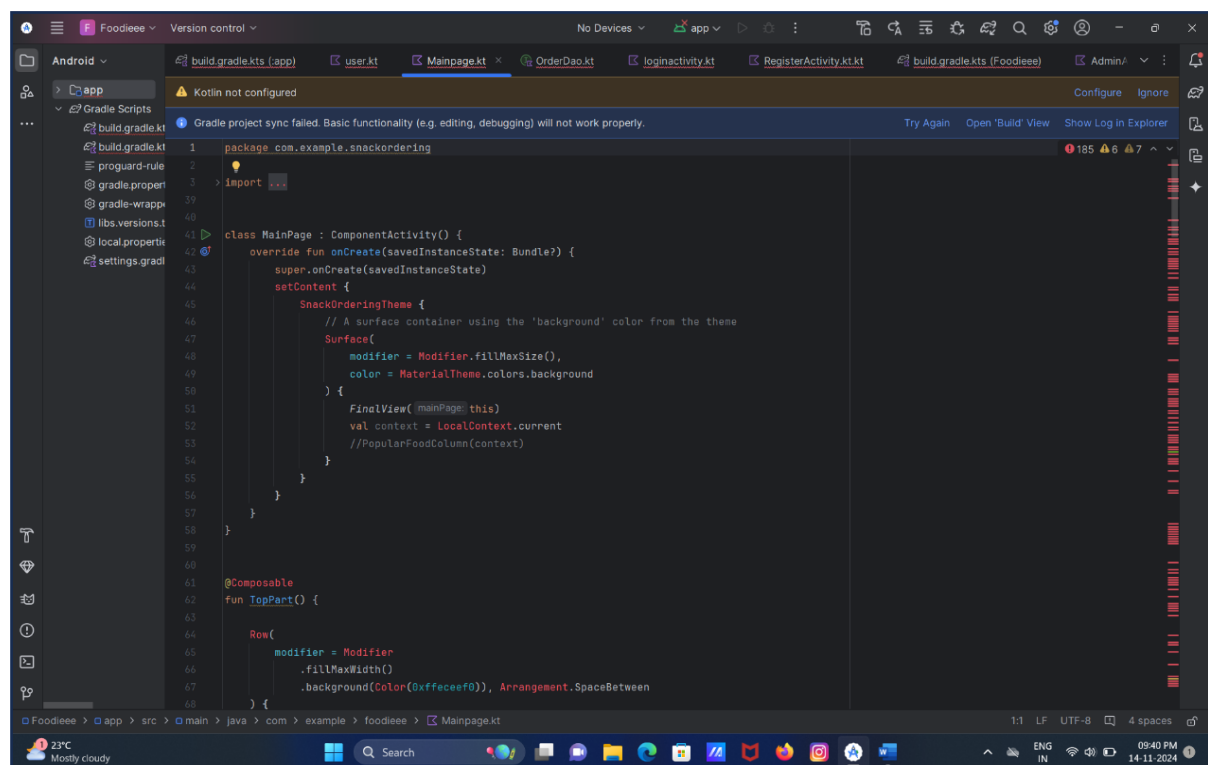 F Foodieee Version control No Devices app
Android
build.gradle.kts (:app) user.kt Mainpage.kt OrderDao.kt loginactivity.kt RegisterActivity.kt.kt build.gradle.kts (Foodieee) Admin/
app
Gradle Scripts
build.gradle.kt
build.gradle.kt
proguard-rule
gradle.propert
gradle-wrapp
libs.versions.t
local.propertie
settings.gradl
Kotlin not configured Configure Ignore
Gradle project sync failed. Basic functionality (e.g. editing, debugging) will not work properly. Try Again Open 'Build' View Show Log in Explorer
185 6 7
1 package com.example.snackordering
2
3 import ...
39
40
41 class MainPage : ComponentActivity() {
42 override fun onCreate(savedInstanceState: Bundle?) {
43 super.onCreate(savedInstanceState)
44 setContent {
45 SnackOrderingTheme {
46 // A surface container using the 'background' color from the theme
47 Surface(
48 modifier = Modifier.fillMaxSize(),
49 color = MaterialTheme.colors.background
50 ) {
51 FinalView( mainPage: this)
52 val context = LocalContext.current
53 //PopularFoodColumn(context)
54 }
55 }
56 }
57 }
58 }
59
60
61 @Composable
62 fun TopPart() {
63
64 Row(
65 modifier = Modifier
66 .fillMaxWidth()
67 .background(Color(0xffeceef0)), Arrangement.SpaceBetween
68 ) {
Foodieee > app > src > main > java > com > example > foodieee > Mainpage.kt 1:1 LF UTF-8 4 spaces
1 23°C
Mostly cloudy
Search
ENG
IN
09:40 PM
14-11-2024
1